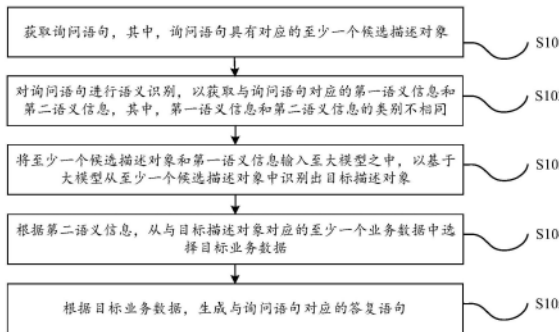 获取询问语句，其中，询问语句具有对应的至少一个候选描述对象
S10
对询问语句进行语义识别，以获取与询问语句对应的第一语义信息和
第二语义信息，其中，第一语义信息和第二语义信息的类别不相同
S10
将至少一个候选描述对象和第一语义信息输入至大模型之中，以基于
大模型从至少一个候选描述对象中识别出目标描述对象
S10
根据第二语义信息，从与目标描述对象对应的至少一个业务数据中选
择目标业务数据
S10
根据目标业务数据，生成与询问语句对应的答复语句
S10